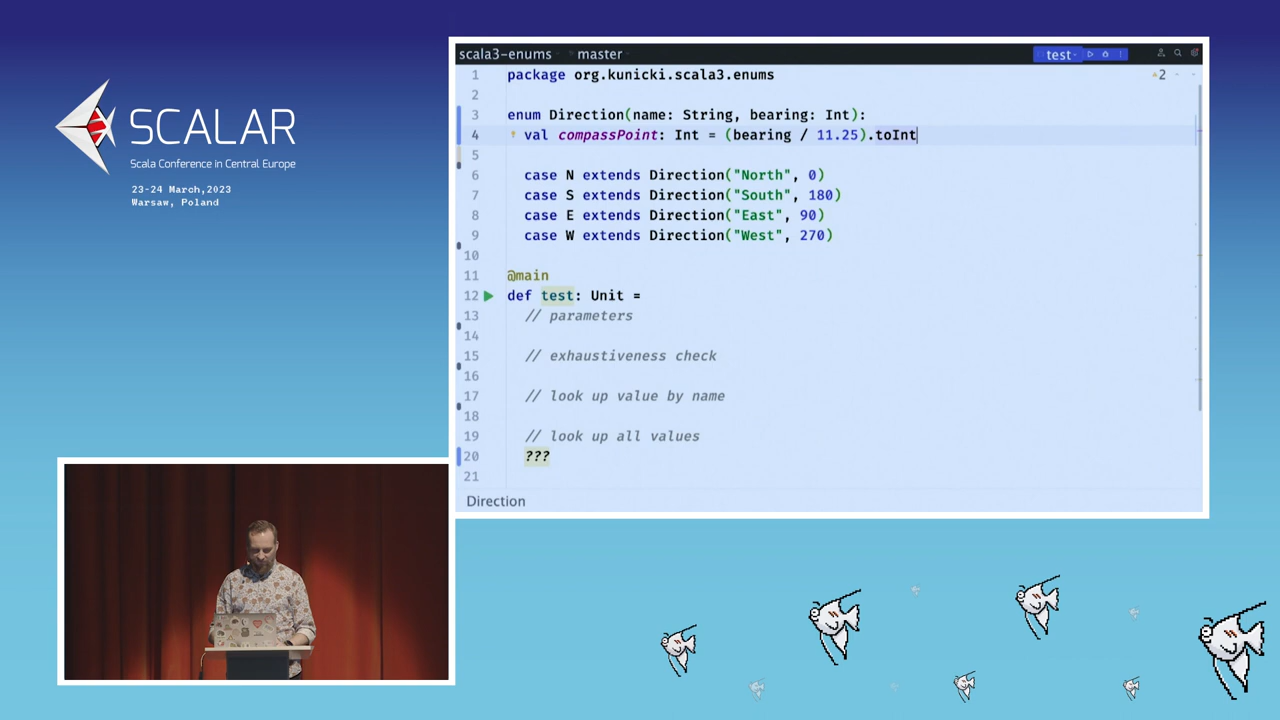 SCALAR
Scala Conference in Central Europe
23-24 March,2023
Warsaw, Poland
scala3-enums master test
1 package org.kunicki.scala3.enums 2
2
3 enum Direction(name: String, bearing: Int):
4 val compassPoint: Int = (bearing / 11.25).toInt
5
6 case N extends Direction("North", 0)
7 case S extends Direction("South", 180)
8 case E extends Direction("East", 90)
9 case W extends Direction("West", 270)
10
11 @main
12 def test: Unit =
13 // parameters
14
15 // exhaustiveness check
16
17 // look up value by name
18
19 // look up all values
20 ???
21
Direction